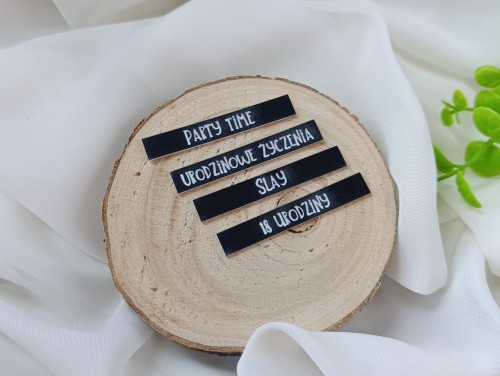 PARTY TIME
URODZINOWE ŻYCZENIA
SLAY
18 URODZINY